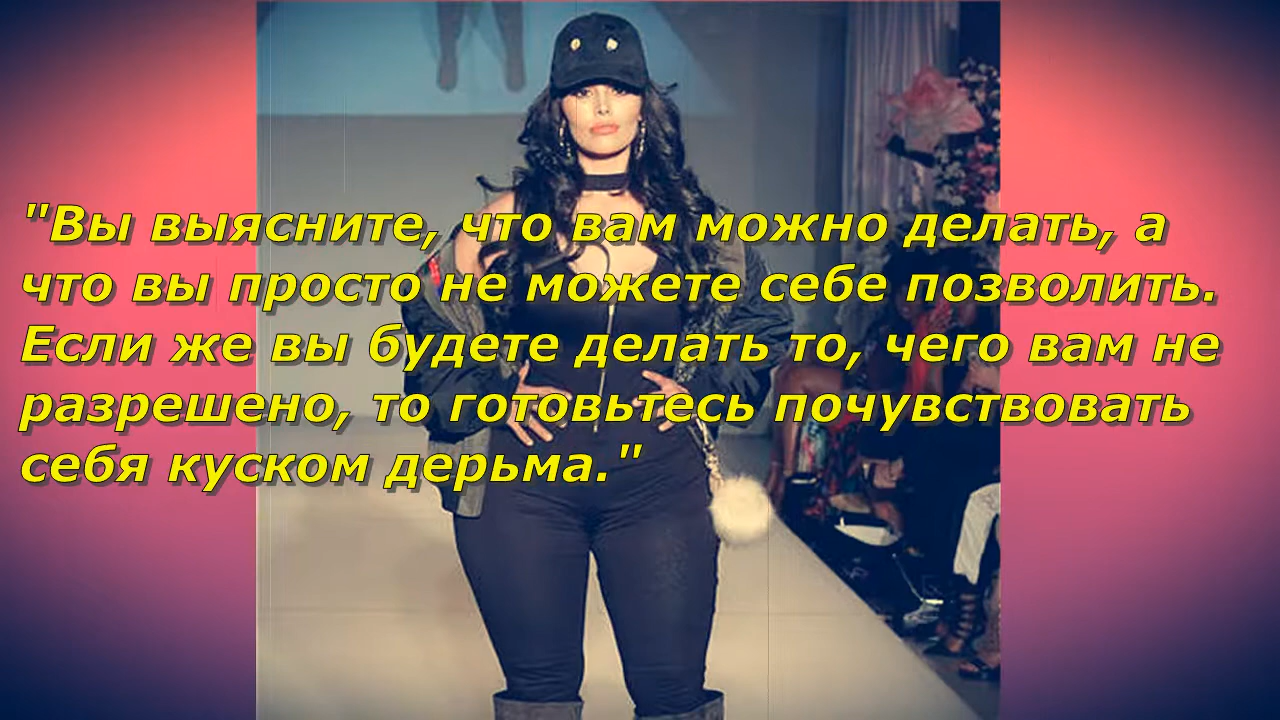 "Вы выясните, что вам можно делать, а
что вы просто не можете себе позволить.
Если же вы будете делать то, чего вам не
разрешено, то готовьтесь почувствовать
себя куском дерьма."